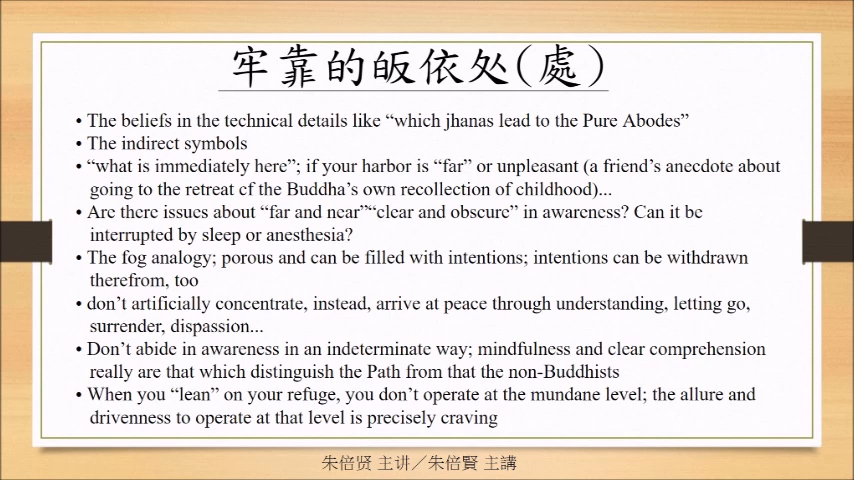 牢靠的皈依处(處)
• The beliefs in the technical details like “which jhanas lead to the Pure Abodes”
• The indirect symbols
• “what is immediately here”; if your harbor is “far” or unpleasant (a friend’s anecdote about
going to the retreat cf the Buddha’s own recollection of childhood)...
• Are there issues about “far and near”“clear and obscure” in awareness? Can it be
interrupted by sleep or anesthesia?
• The fog analogy; porous and can be filled with intentions; intentions can be withdrawn
therefrom, too
• don’t artificially concentrate, instead, arrive at peace through understanding, letting go,
surrender, dispassion...
• Don’t abide in awareness in an indeterminate way; mindfulness and clear comprehension
really are that which distinguish the Path from that the non-Buddhists
• When you “lean” on your refuge, you don’t operate at the mundane level; the allure and
drivenness to operate at that level is precisely craving
朱倍贤 主讲／朱倍賢 主講